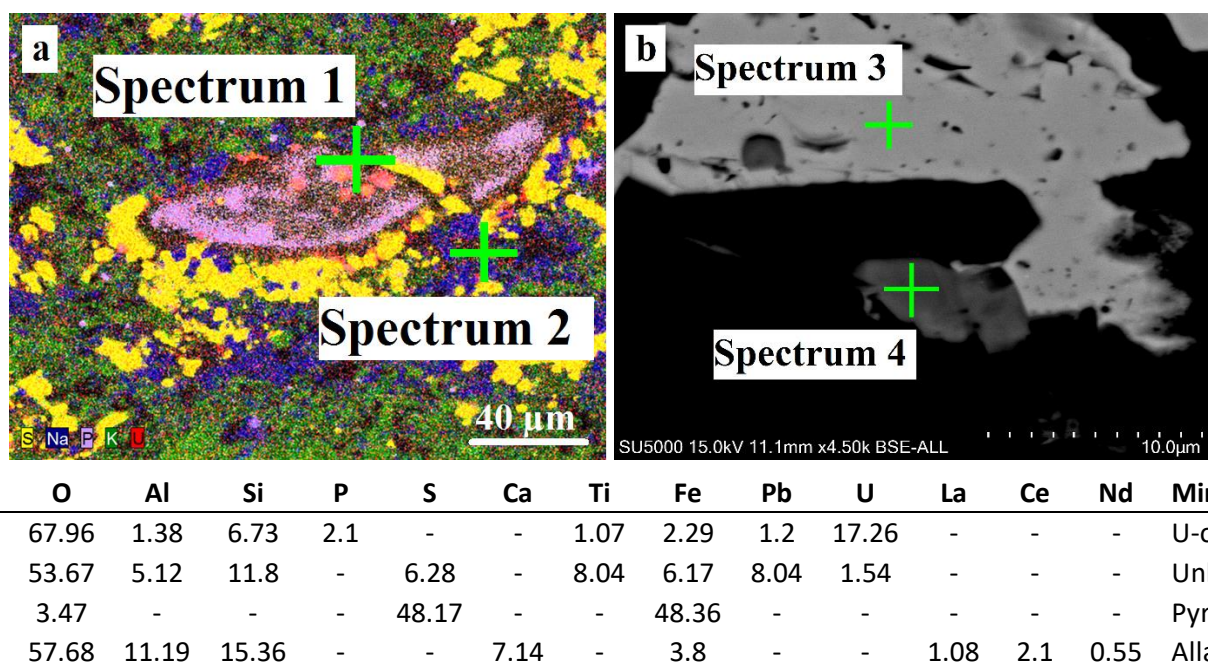 a
b
Spectrum 1
Spectrum 3
Spectrum 2
Spectrum 4
40 μm
S Na P K U
SU5000 15.0kV 11.1mm x4.50k BSE-ALL 10.0μm
O Al Si P S Ca Ti Fe Pb U La Ce Nd
67.96 1.38 6.73 2.1 - - 1.07 2.29 1.2 17.26 - - -
53.67 5.12 11.8 - 6.28 - 8.04 6.17 8.04 1.54 - - -
3.47 - - - 48.17 - - 48.36 - - - - -
57.68 11.19 15.36 - - 7.14 - 3.8 - - 1.08 2.1 0.55